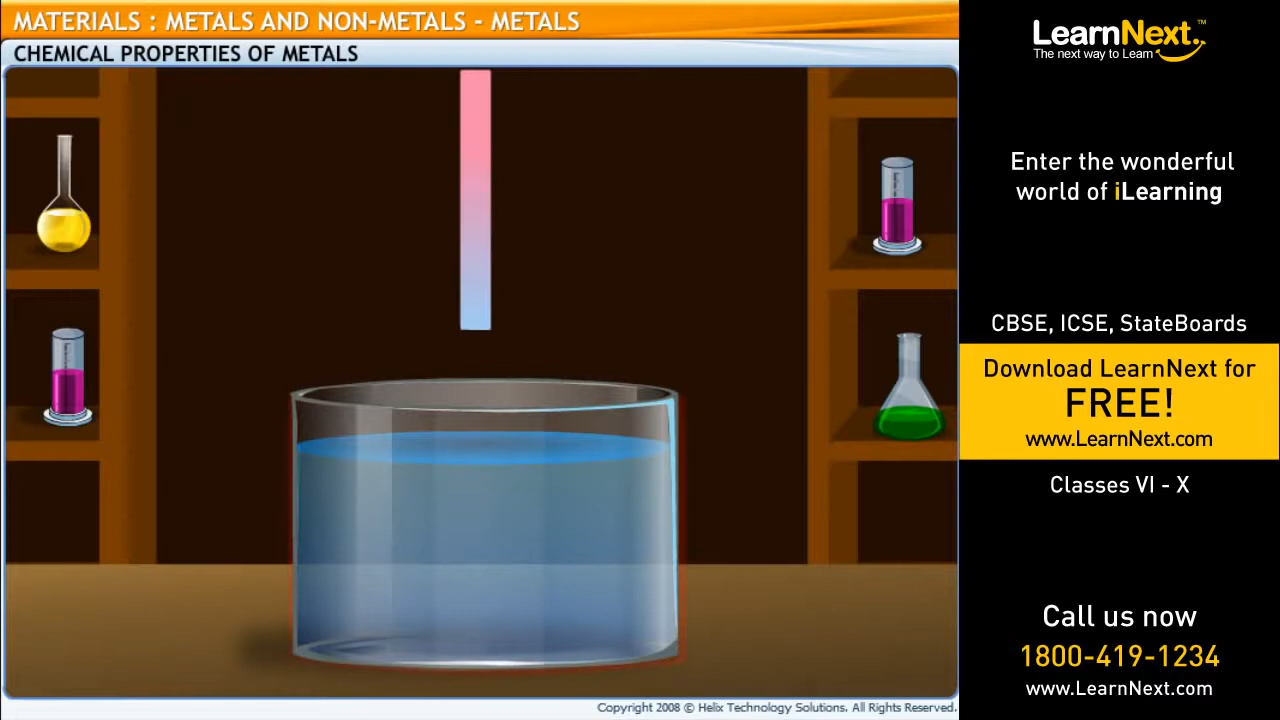 MATERIALS : METALS AND NON-METALS - METALS
CHEMICAL PROPERTIES OF METALS
LearnNext.™
The next way to Learn
Enter the wonderful
world of iLearning
CBSE, ICSE, StateBoards
Download LearnNext for
FREE!
www.LearnNext.com
Classes VI - X
Call us now
1800-419-1234
www.LearnNext.com
Copyright 2008 © Helix Technology Solutions. All Rights Reserved.